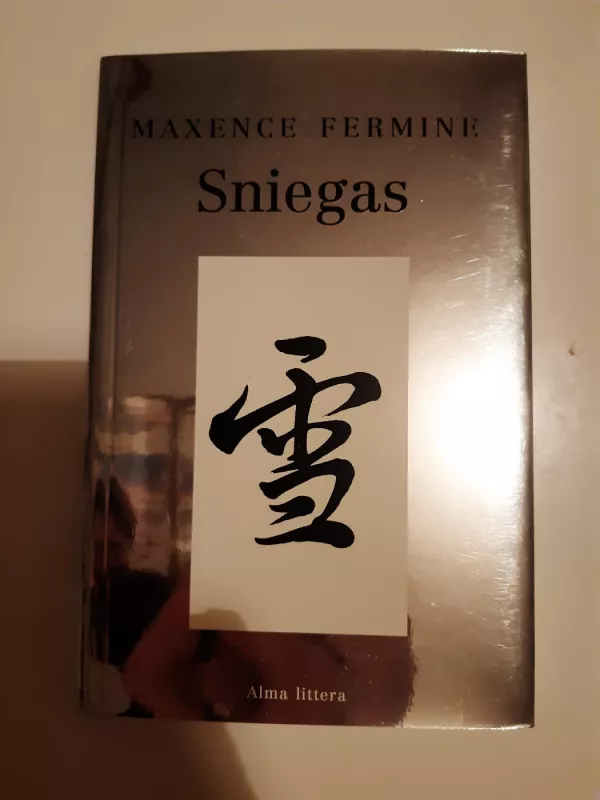 MAXENCE FERMINE
Sniegas
雪
Alma littera